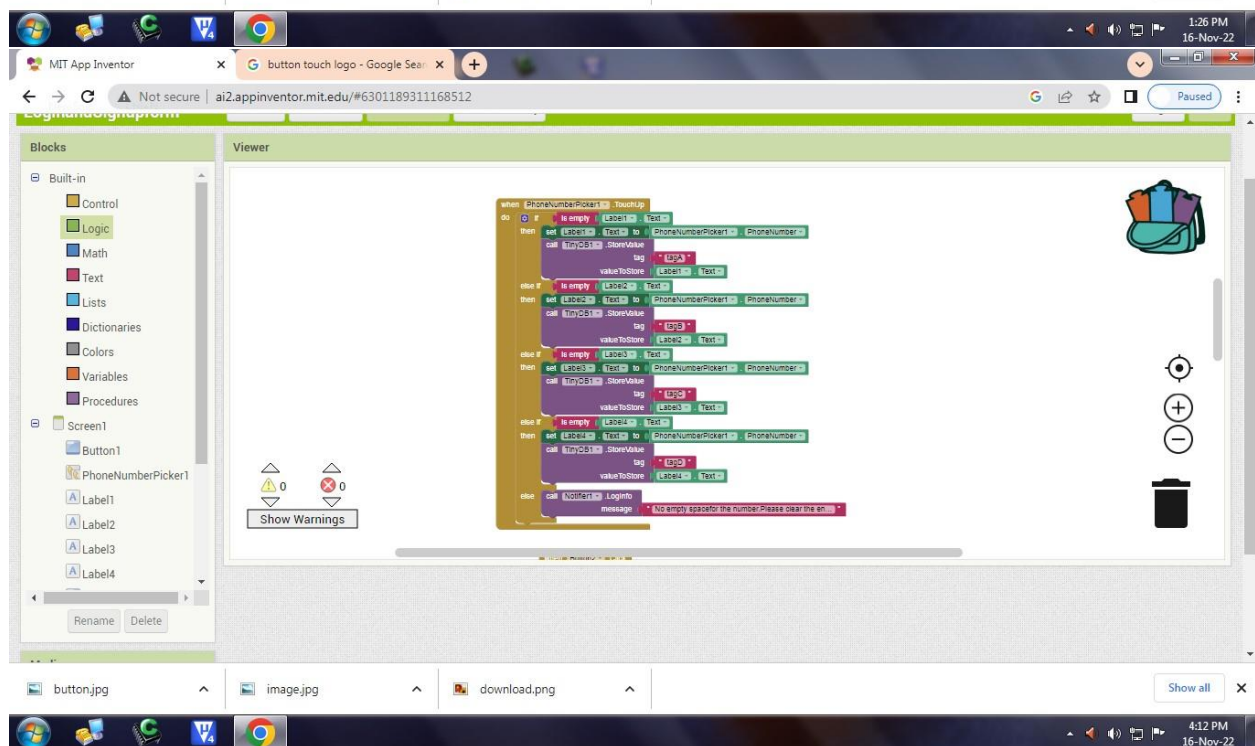 1:26 PM
16-Nov-22
MIT App Inventor
button touch logo - Google Sear
Not secure
ai2.appinventor.mit.edu/#6301189311168512
Paused
LoginandSignupform
Blocks
Viewer
Built-in
Control
Logic
Math
Text
Lists
Dictionaries
Colors
Variables
Procedures
Screen1
Button1
PhoneNumberPicker1
Label1
Label2
Label3
Label4
Rename Delete
when PhoneNumberPicker1 .TouchUp
do if is empty Label1 . Text
then set Label1 . Text to PhoneNumberPicker1 . PhoneNumber
call TinyDB1 .StoreValue
tag " tagA "
valueToStore Label1 . Text
else if is empty Label2 . Text
then set Label2 . Text to PhoneNumberPicker1 . PhoneNumber
call TinyDB1 .StoreValue
tag " tagB "
valueToStore Label2 . Text
else if is empty Label3 . Text
then set Label3 . Text to PhoneNumberPicker1 . PhoneNumber
call TinyDB1 .StoreValue
tag
valueToStore Label3 . Text
else if is empty Label4 . Text
then set Label4 . Text to PhoneNumberPicker1 . PhoneNumber
call TinyDB1 .StoreValue
tag " tagD "
valueToStore Label4 . Text
else call Notifier1 .LogInfo
message " No empty spacefor the number.Please clear the en... "
0 0
Show Warnings
button.jpg
image.jpg
download.png
Show all
4:12 PM
16-Nov-22